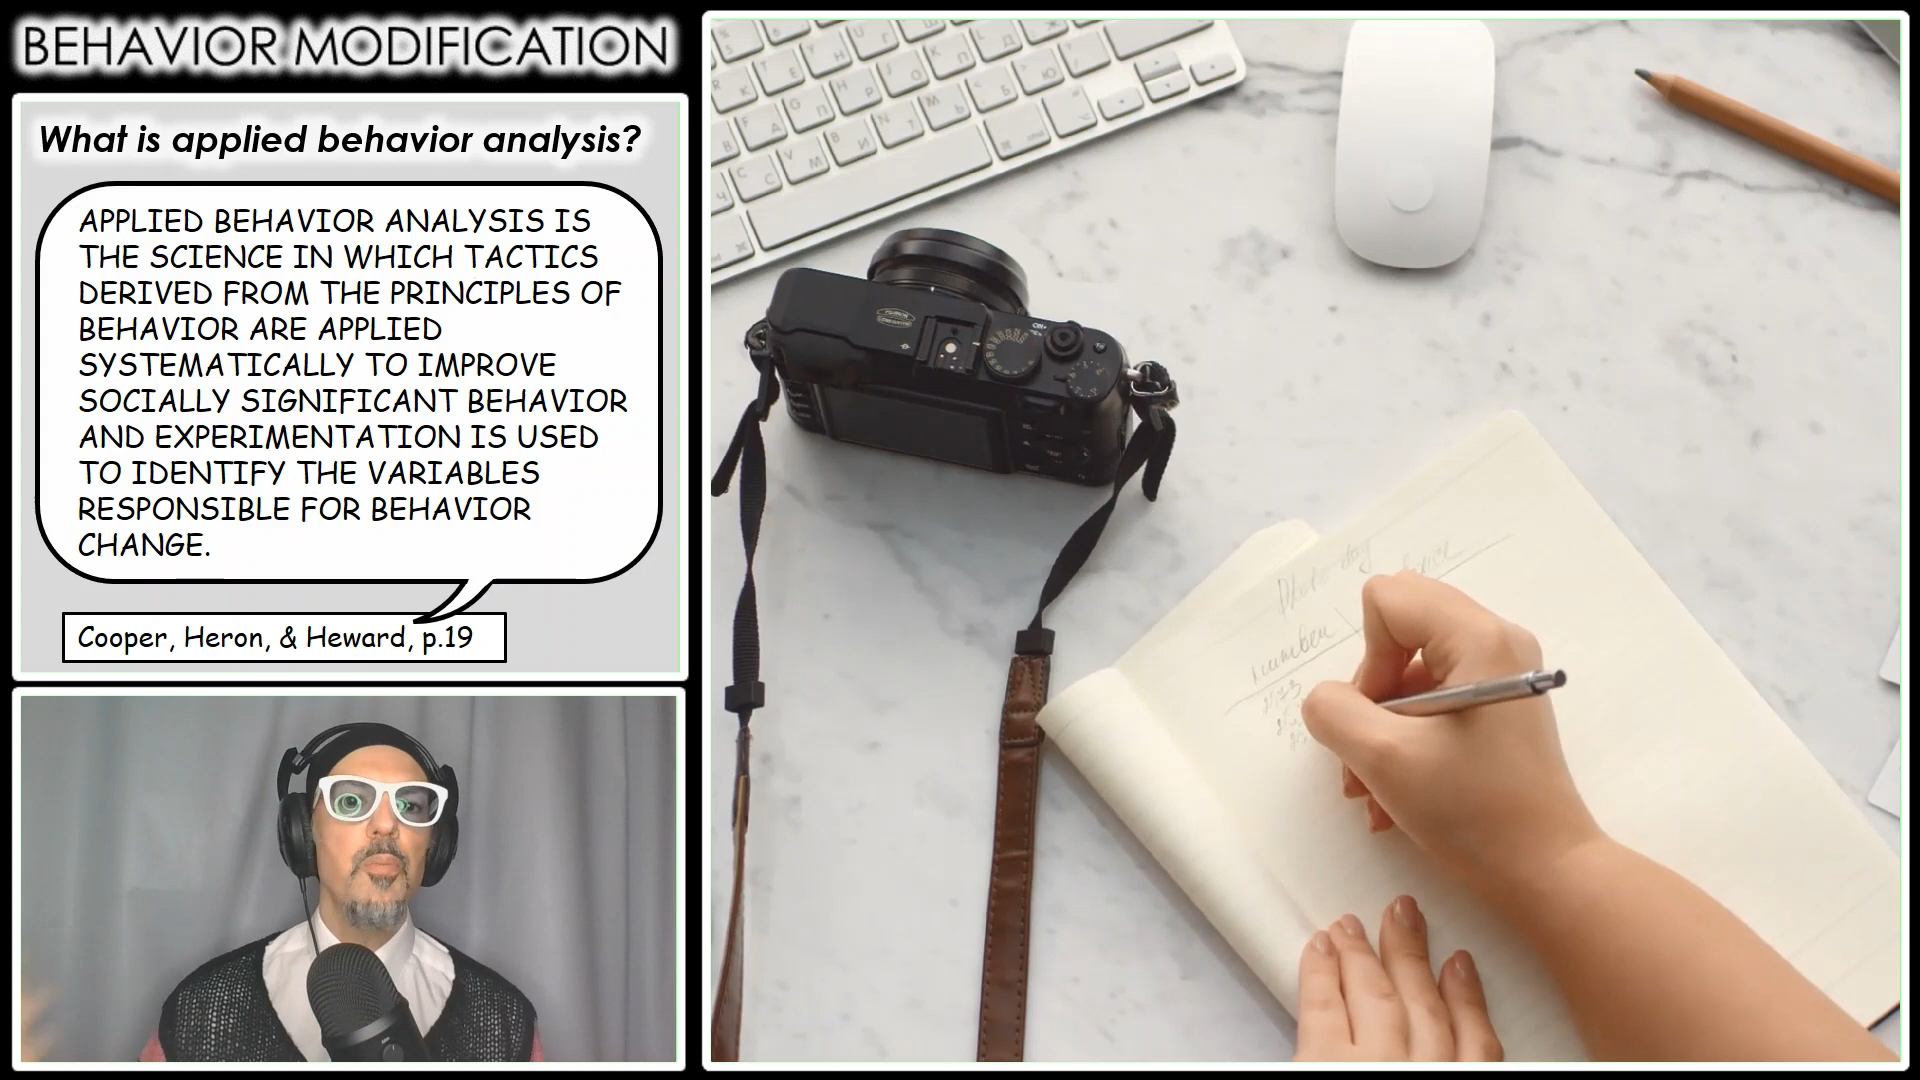 BEHAVIOR MODIFICATION
What is applied behavior analysis?
APPLIED BEHAVIOR ANALYSIS IS
THE SCIENCE IN WHICH TACTICS
DERIVED FROM THE PRINCIPLES OF
BEHAVIOR ARE APPLIED
SYSTEMATICALLY TO IMPROVE
SOCIALLY SIGNIFICANT BEHAVIOR
AND EXPERIMENTATION IS USED
TO IDENTIFY THE VARIABLES
RESPONSIBLE FOR BEHAVIOR
CHANGE.
Cooper, Heron, & Heward, p.19
number